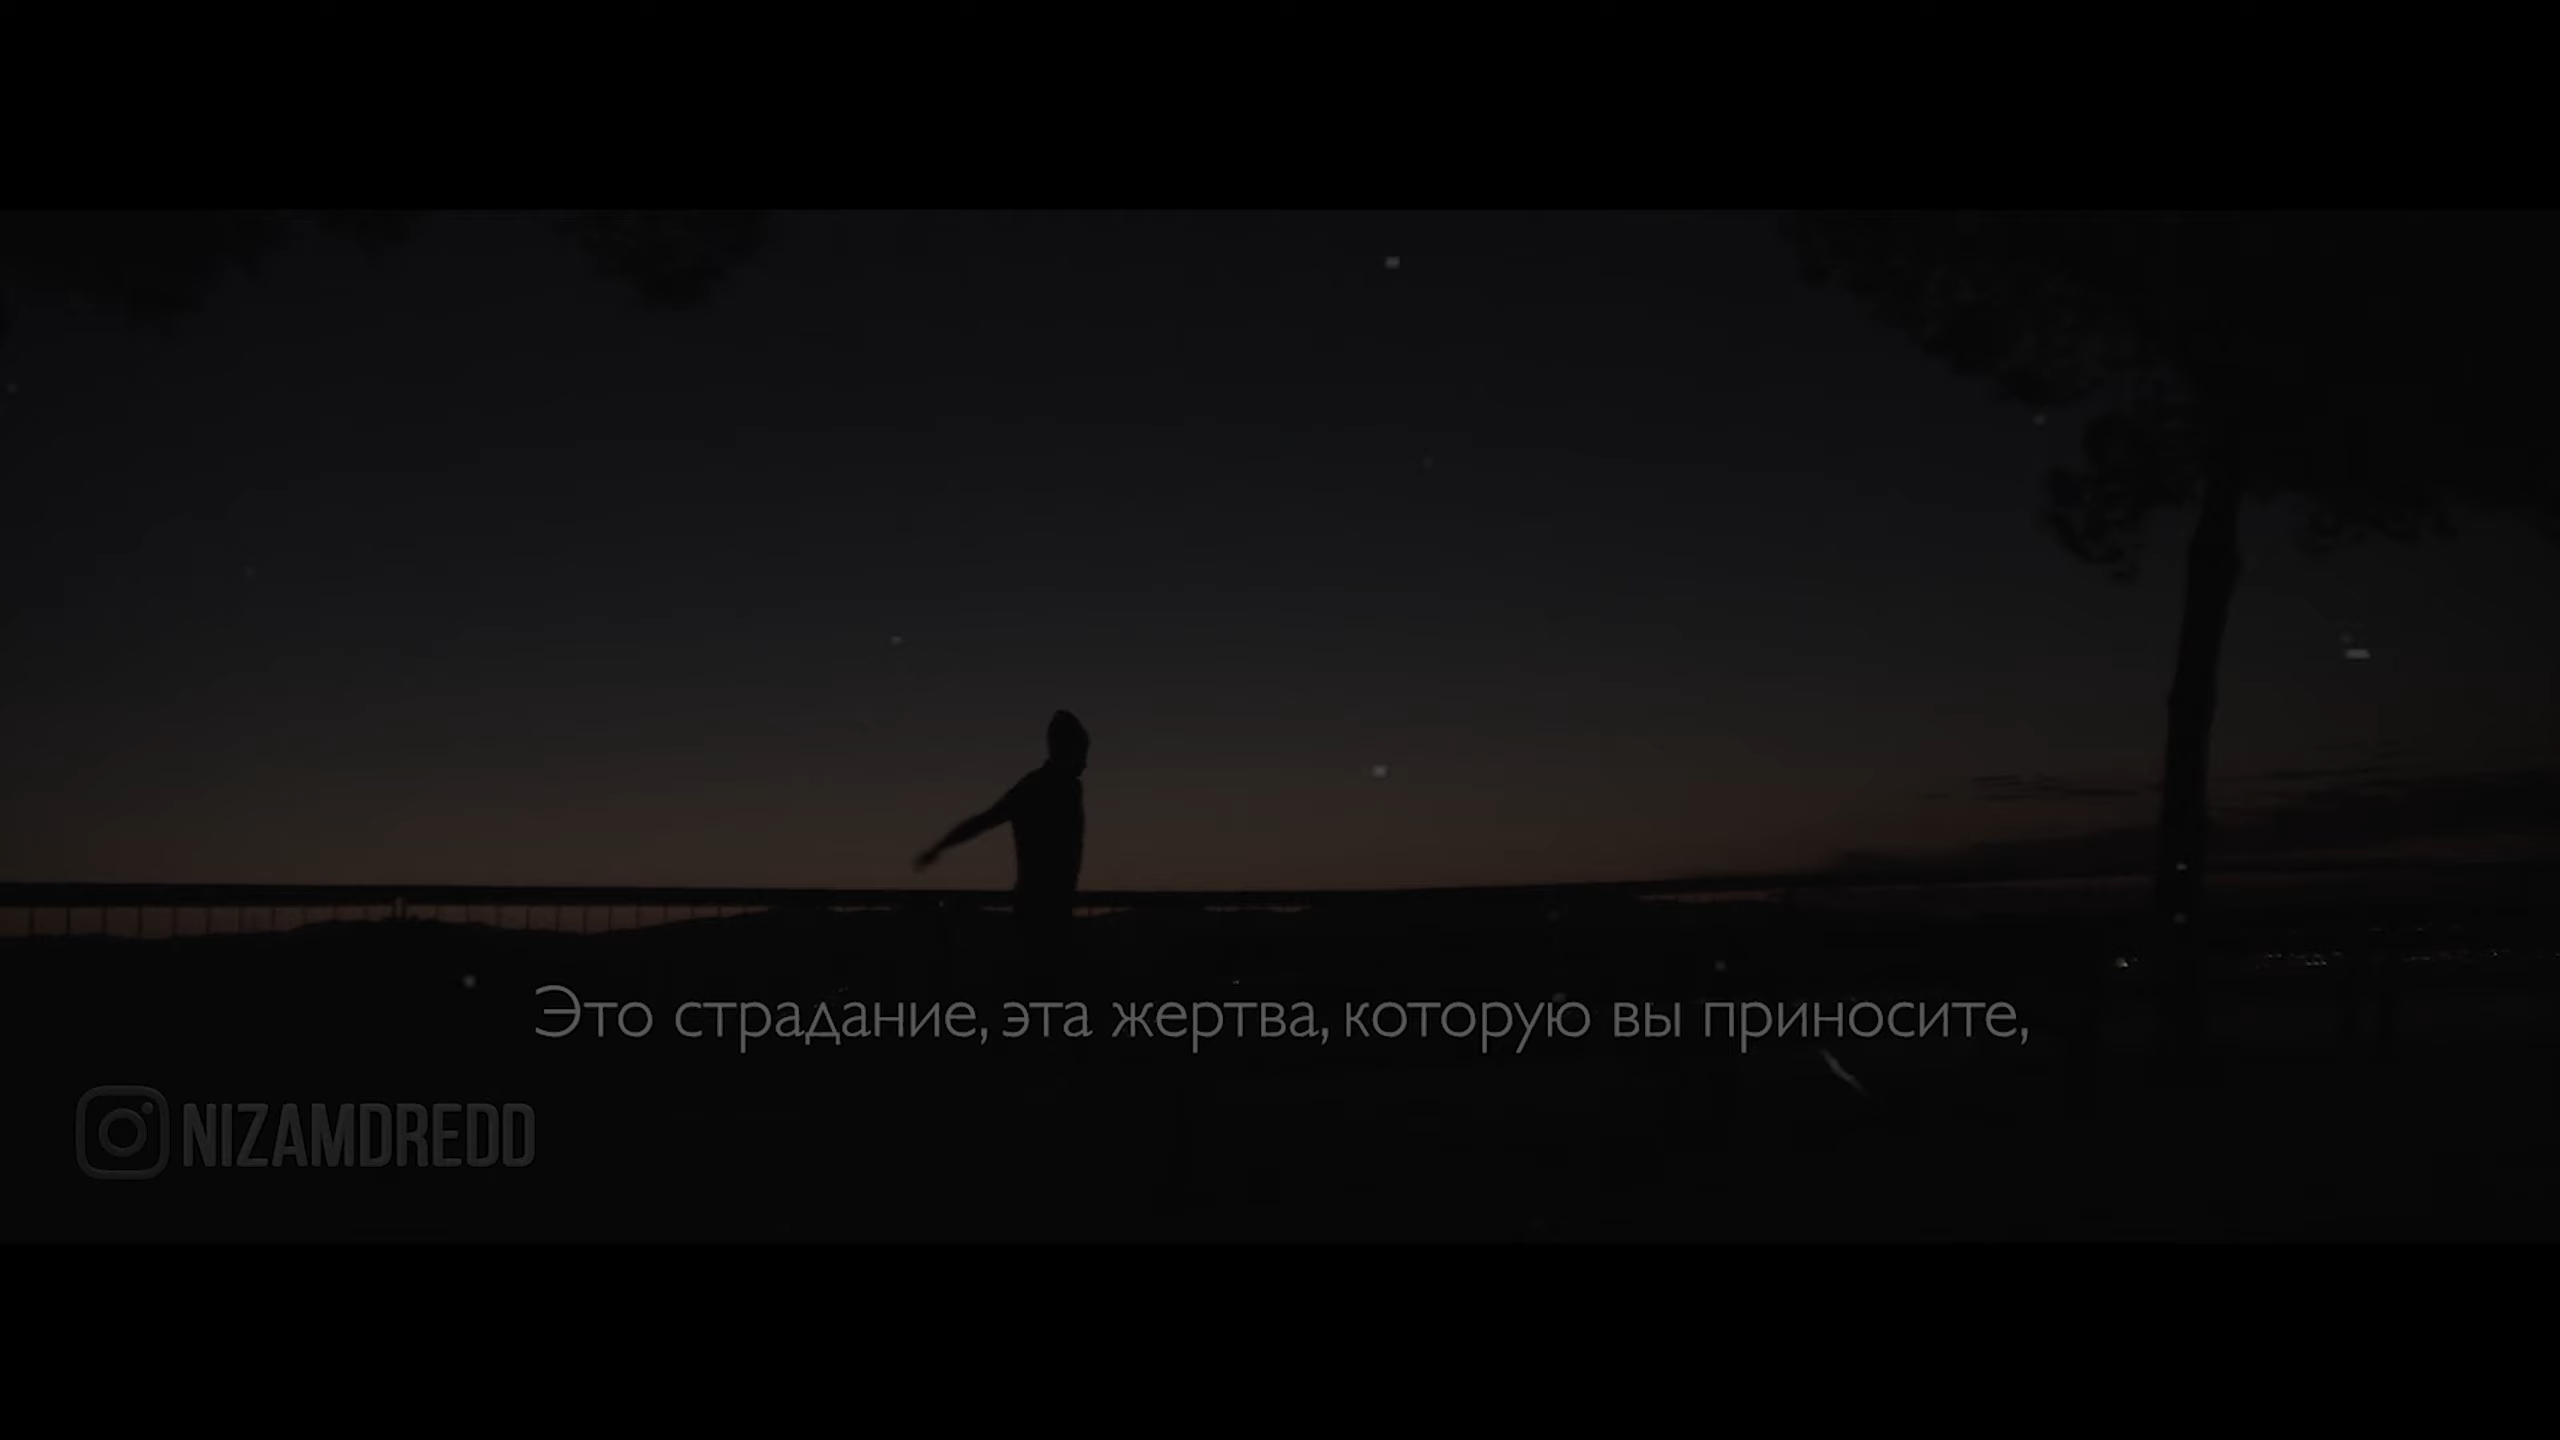 Это страдание, эта жертва, которую вы приносите,
NIZAMDREDD